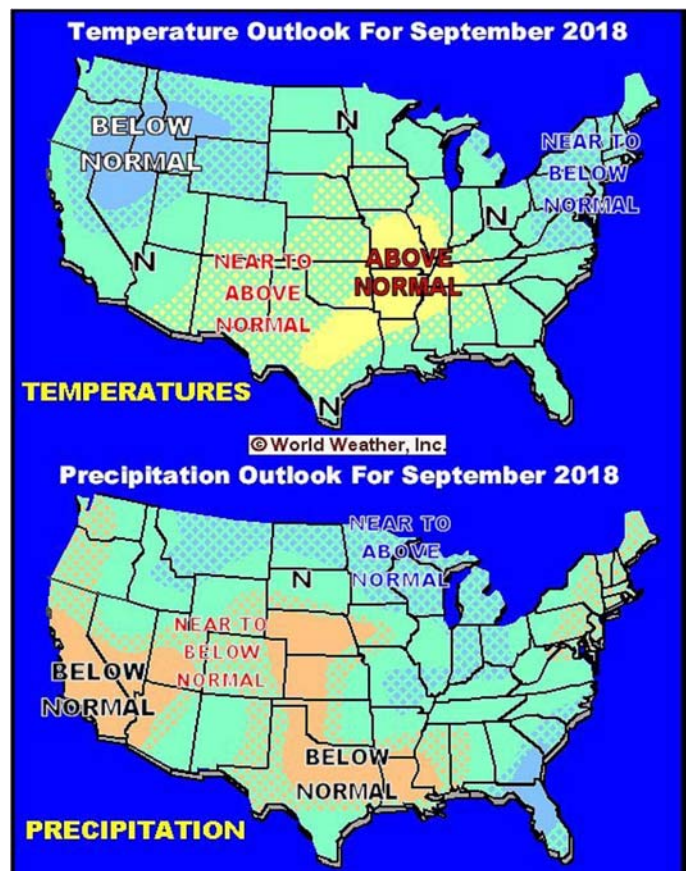 Temperature Outlook For September 2018
N
BELOW
NORMAL
NEAR TO
BELOW
NORMAL
N
N
NEAR TO
ABOVE
NORMAL
ABOVE
NORMAL
TEMPERATURES
N
© World Weather, Inc.
Precipitation Outlook For September 2018
NEAR TO
ABOVE
NORMAL
N
NEAR TO
BELOW
NORMAL
BELOW
NORMAL
BELOW
NORMAL
PRECIPITATION